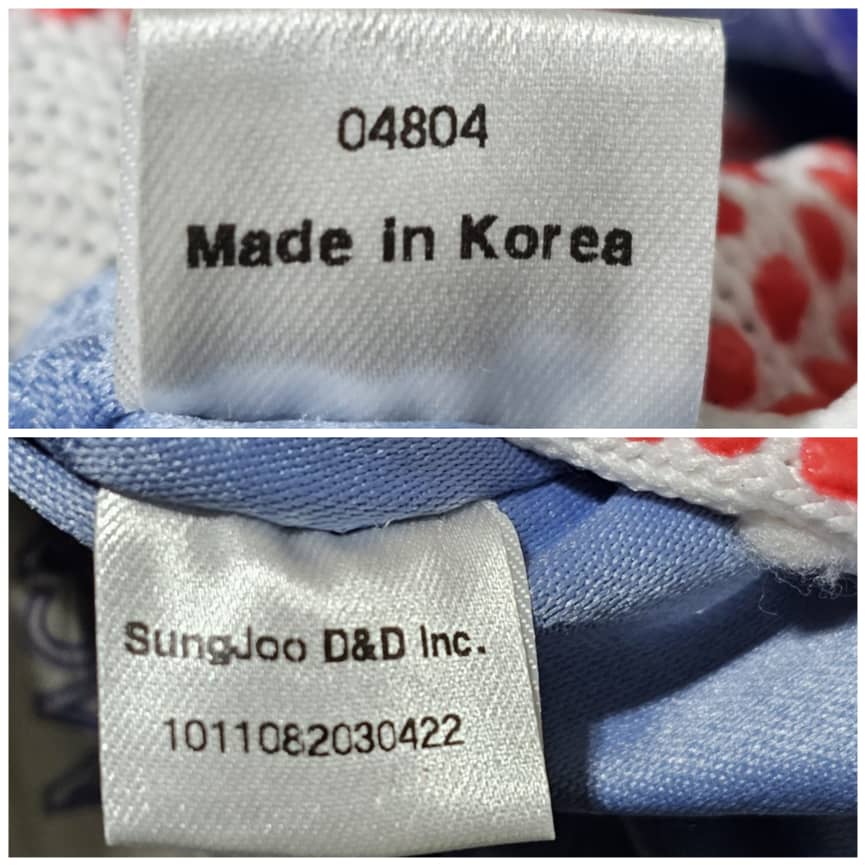 04804
Made in Korea
SungJoo D&D Inc.
1011082030422